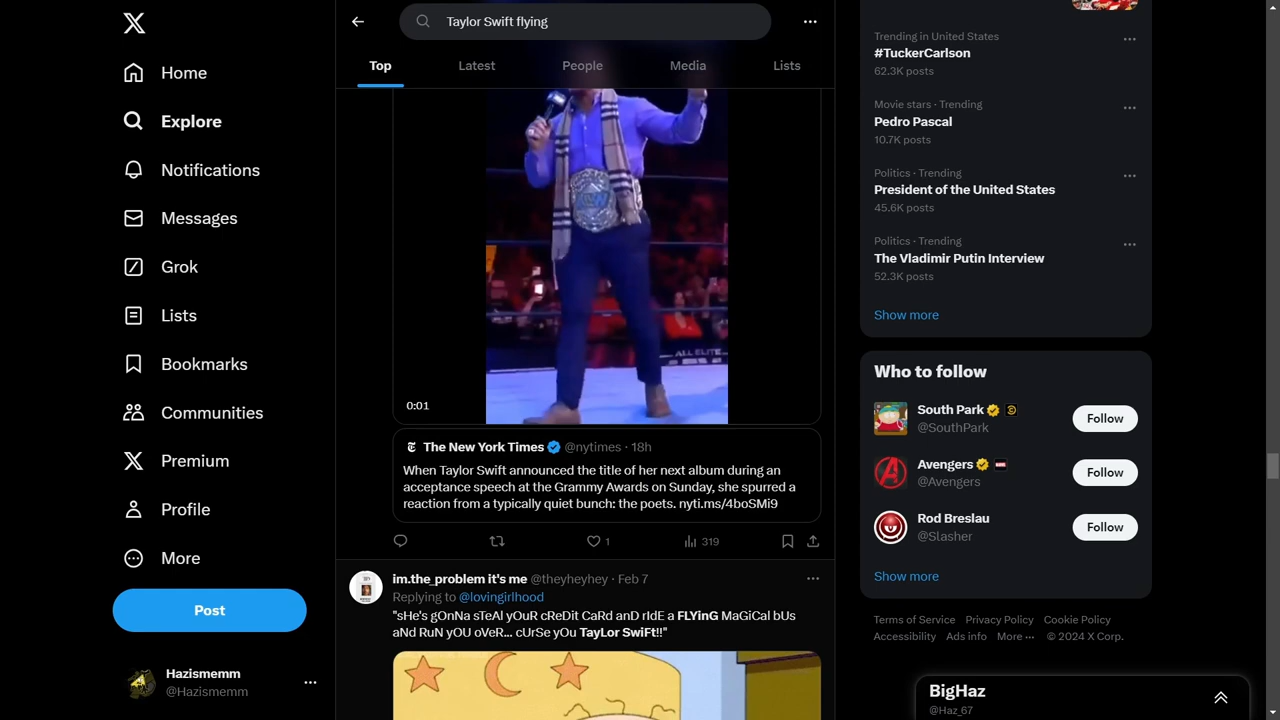 Taylor Swift flying
Top
Latest
People
Media
Lists
Home
Explore
Notifications
Messages
Grok
Lists
Bookmarks
Communities
Premium
Profile
More
Post
Hazismemm
@Hazismemm
ALL ELITE
0:01
The New York Times @nytimes · 18h
When Taylor Swift announced the title of her next album during an
acceptance speech at the Grammy Awards on Sunday, she spurred a
reaction from a typically quiet bunch: the poets. nyti.ms/4boSMi9
1
319
im.the_problem it's me @theyheyhey · Feb 7
Replying to @lovingirlhood
"sHe's gOnNa sTeAl yOuR cReDit CaRd anD rIdE a FLYinG MaGiCal bUs
aNd RuN yOU oVeR... cUrSe yOu TayLor SwiFt!!"
Trending in United States
#TuckerCarlson
62.3K posts
Movie stars · Trending
Pedro Pascal
10.7K posts
Politics · Trending
President of the United States
45.6K posts
Politics · Trending
The Vladimir Putin Interview
52.3K posts
Show more
Who to follow
South Park
@SouthPark
Follow
Avengers
@Avengers
Follow
Rod Breslau
@Slasher
Follow
Show more
Terms of Service Privacy Policy Cookie Policy
Accessibility Ads info More ··· © 2024 X Corp.
BigHaz
@Haz_67